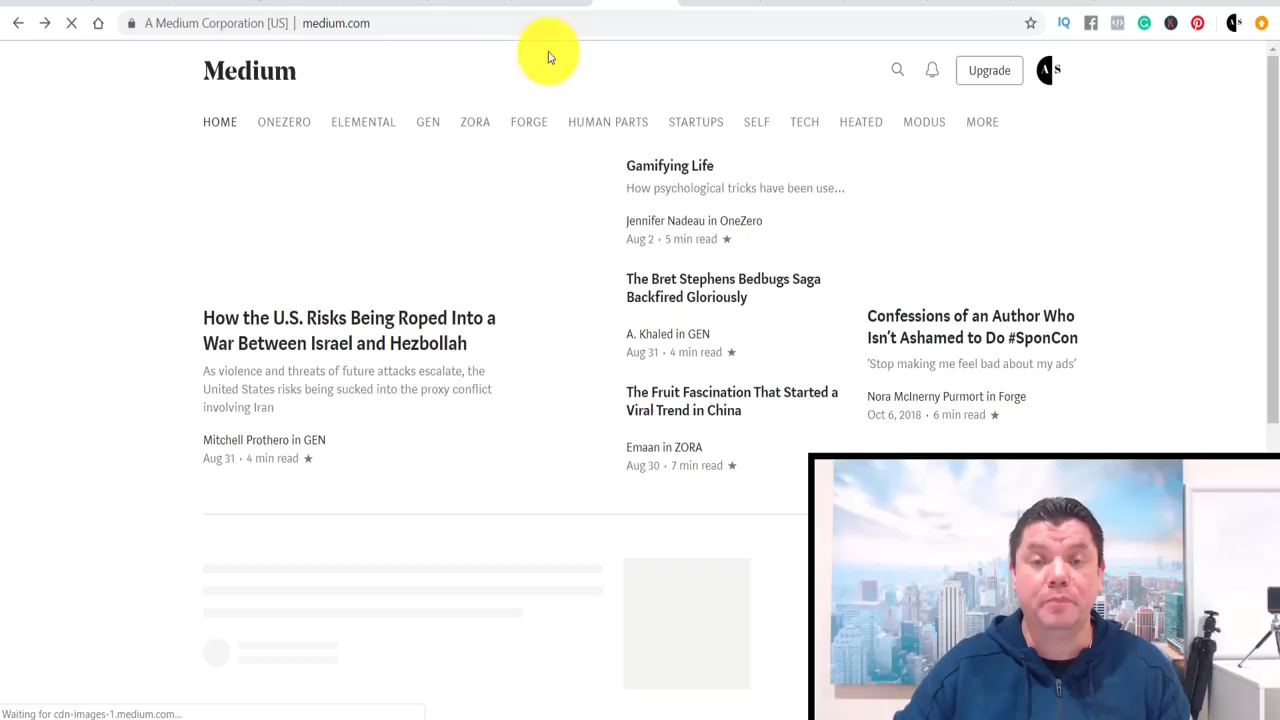 A Medium Corporation [US] | medium.com
Medium
Upgrade
A S
HOME ONEZERO ELEMENTAL GEN ZORA FORGE HUMAN PARTS STARTUPS SELF TECH HEATED MODUS MORE
Gamifying Life
How psychological tricks have been use...
Jennifer Nadeau in OneZero
Aug 2 · 5 min read ★
The Bret Stephens Bedbugs Saga
Backfired Gloriously
A. Khaled in GEN
Aug 31 · 4 min read ★
The Fruit Fascination That Started a
Viral Trend in China
Emaan in ZORA
Aug 30 · 7 min read ★
How the U.S. Risks Being Roped Into a
War Between Israel and Hezbollah
As violence and threats of future attacks escalate, the
United States risks being sucked into the proxy conflict
involving Iran
Mitchell Prothero in GEN
Aug 31 · 4 min read ★
Confessions of an Author Who
Isn’t Ashamed to Do #SponCon
‘Stop making me feel bad about my ads’
Nora McInerny Purmort in Forge
Oct 6, 2018 · 6 min read ★
Waiting for cdn-images-1.medium.com...